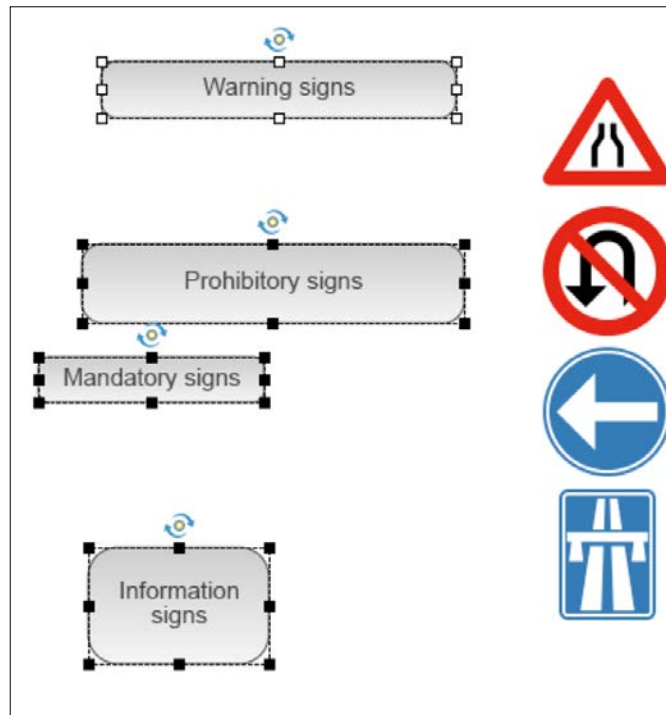 Warning signs
Prohibitory signs
Mandatory signs
Information
signs